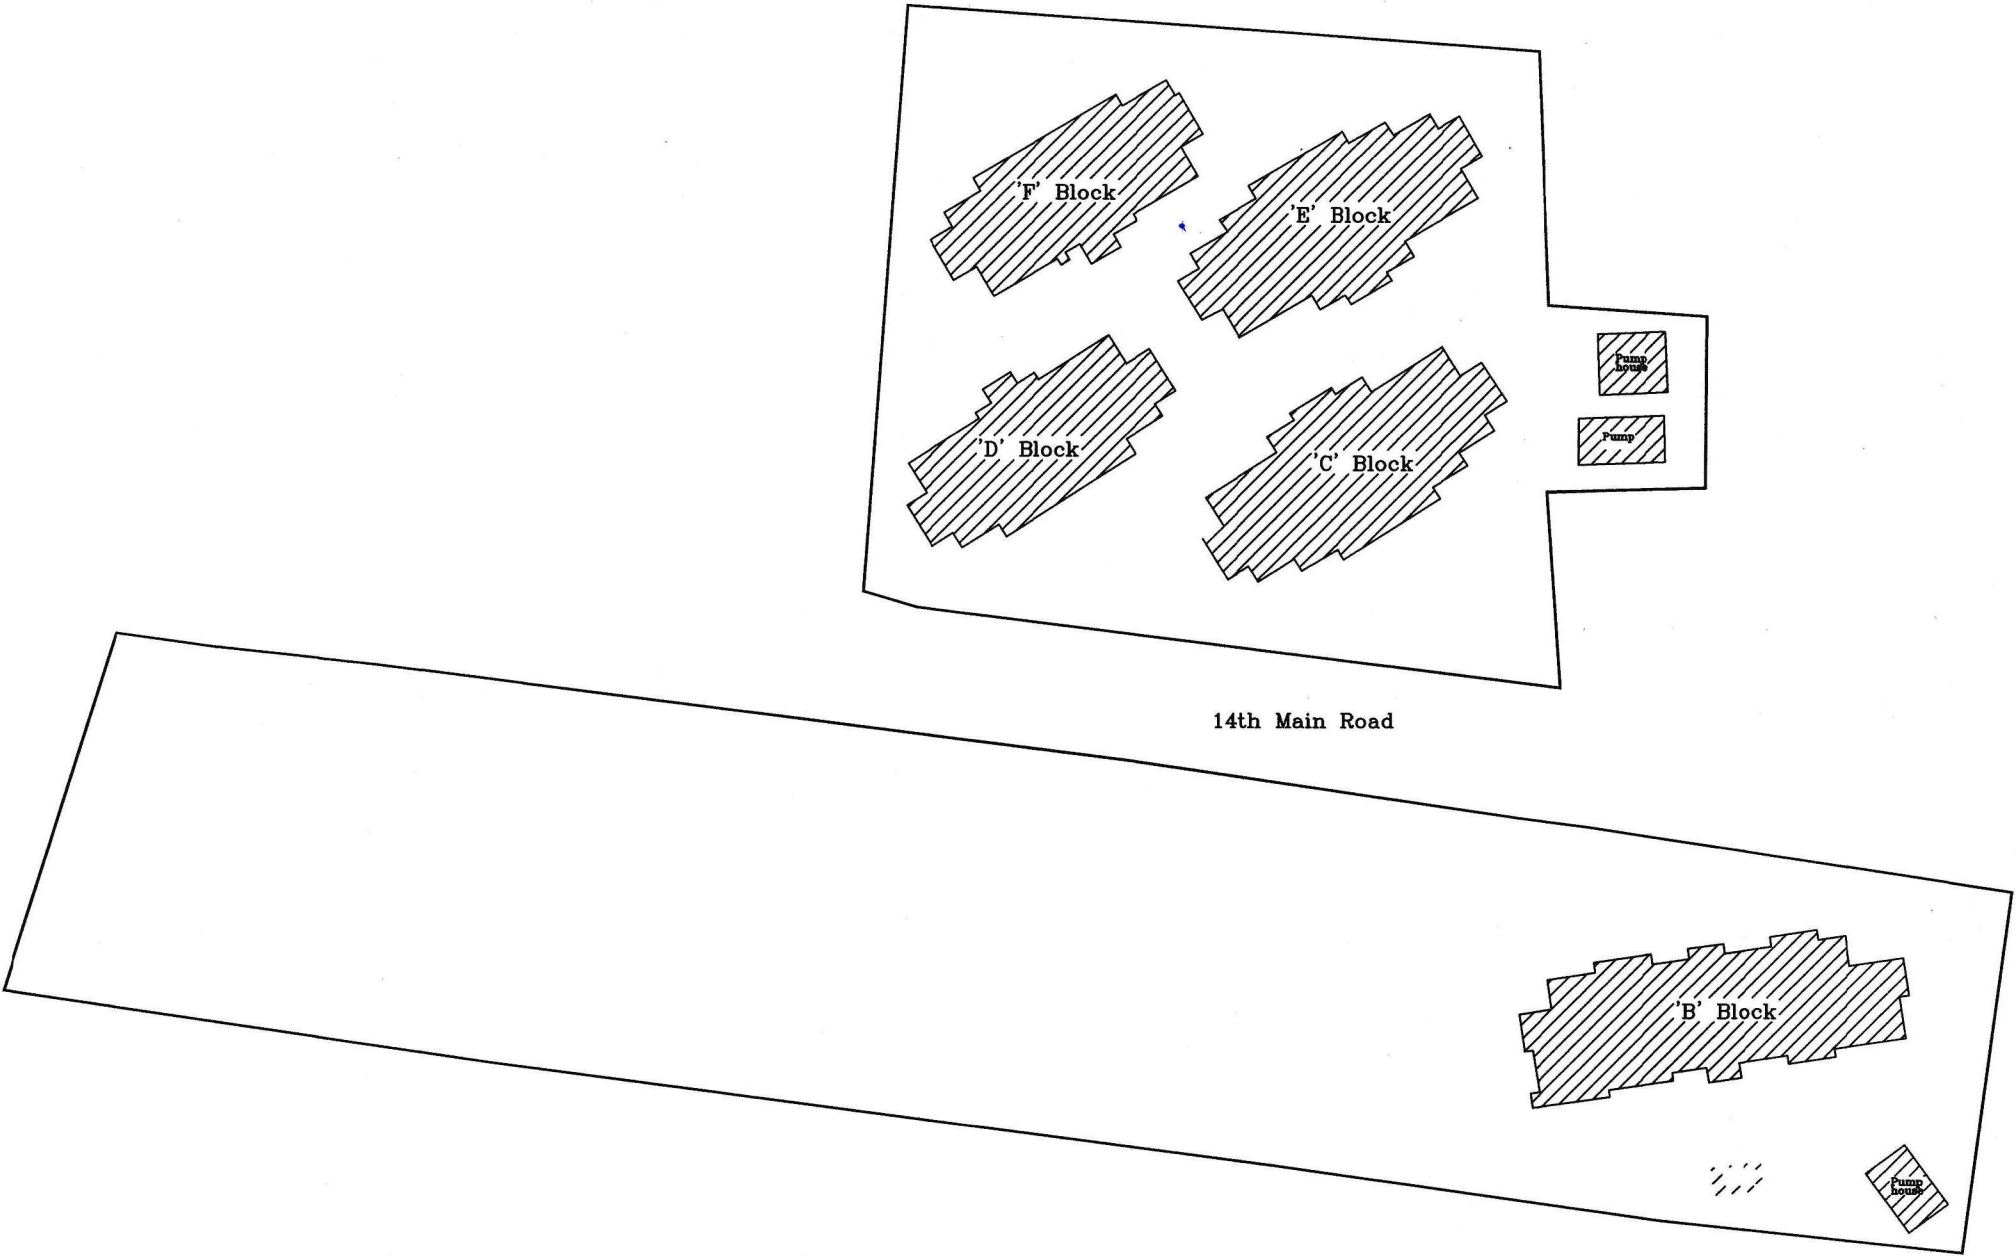 'F' Block
'E' Block
Pump
house
Pump
'D' Block
'C' Block
14th Main Road
'B' Block
Pump
house